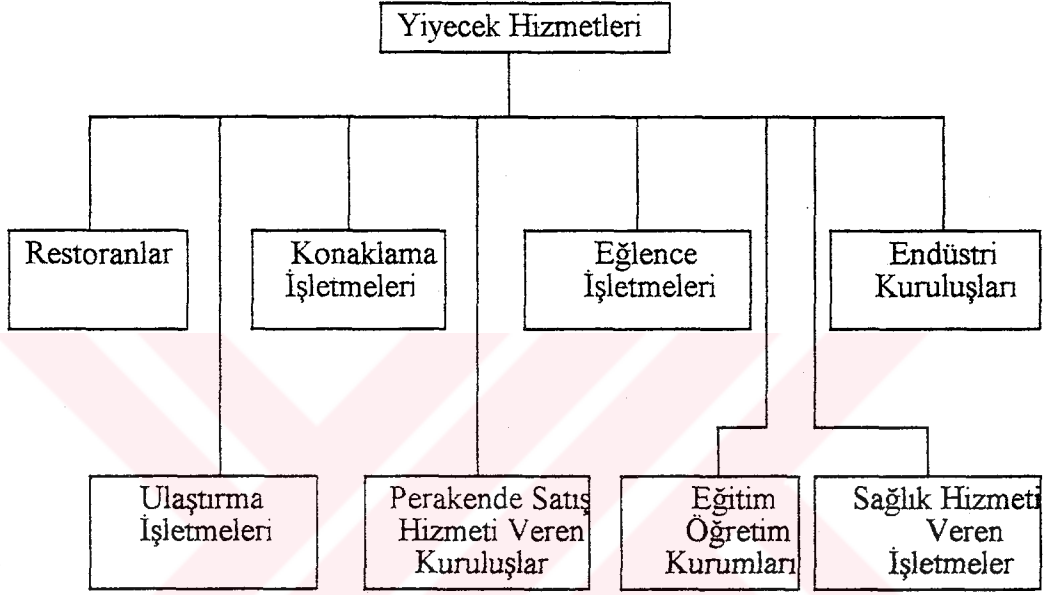 Yiyecek Hizmetleri
Restoranlar
Konaklama
İşletmeleri
Eğlence
İşletmeleri
Endüstri
Kuruluşları
Ulaştırma
İşletmeleri
Perakende Satış
Hizmeti Veren
Kuruluşlar
Eğitim
Öğretim
Kurumları
Sağlık Hizmeti
Veren
İşletmeler